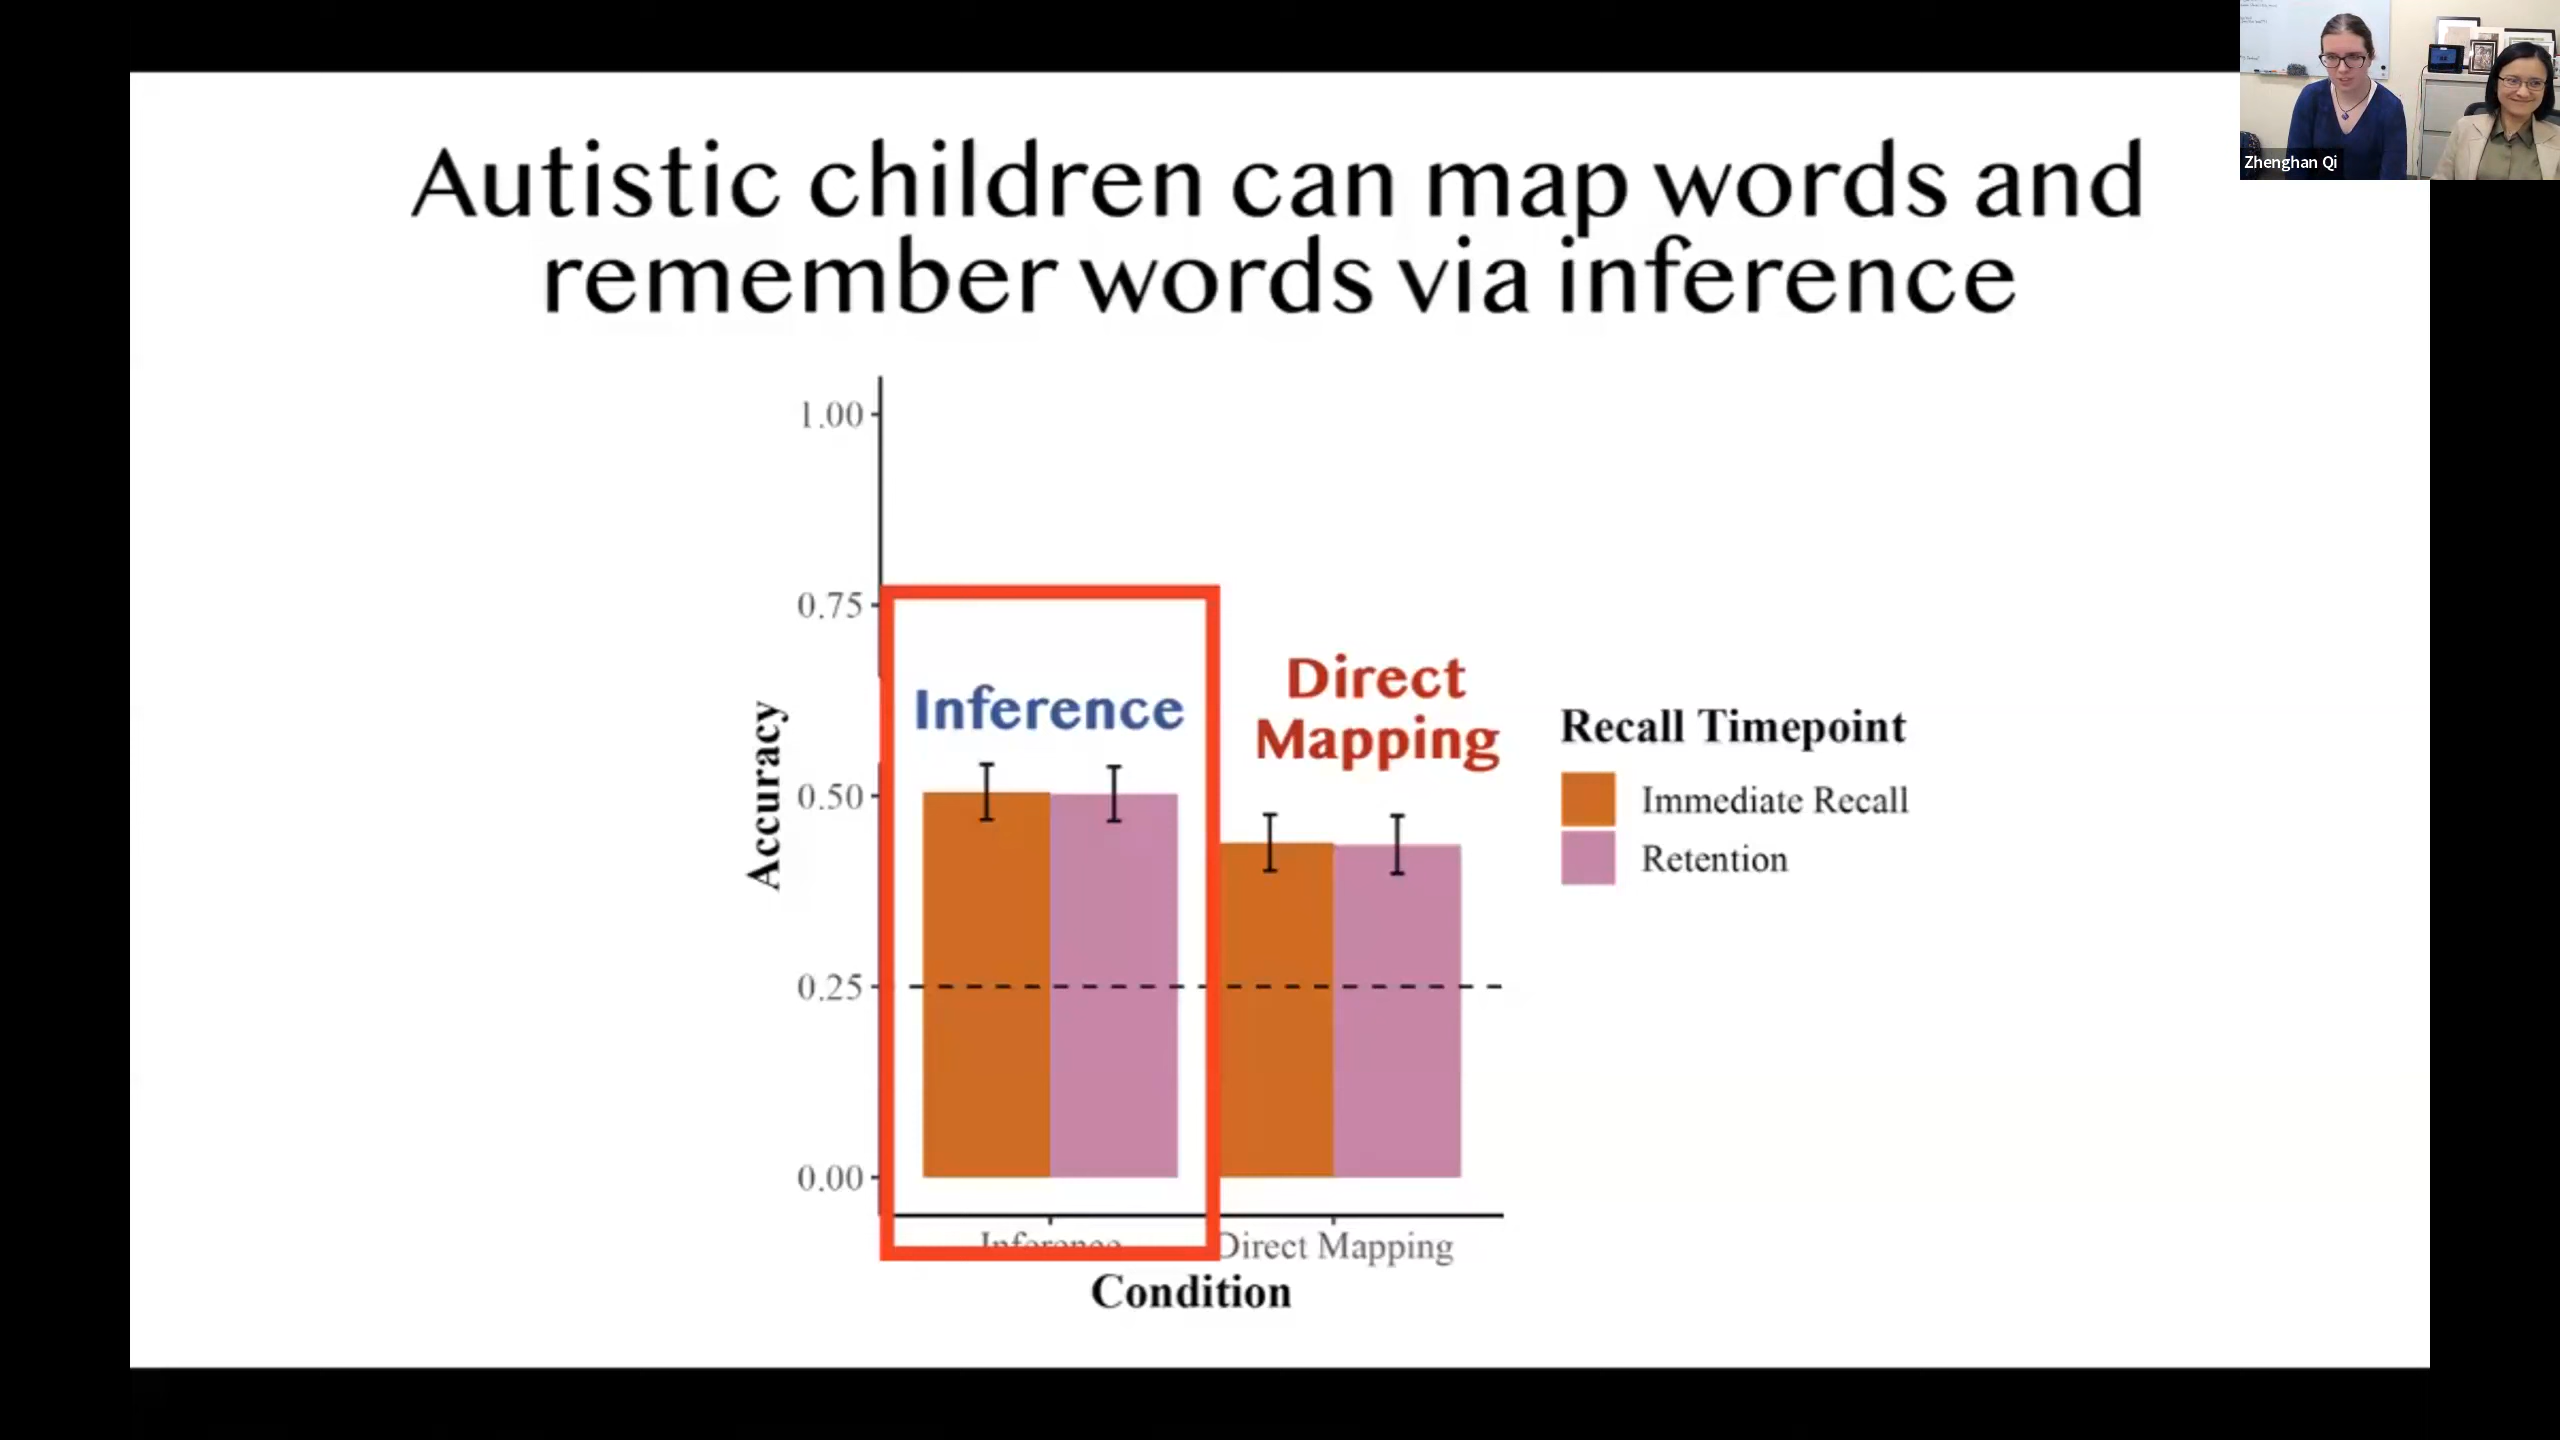 Autistic children can map words and
remember words via inference
Zhenghan Qi
1.00
0.75
0.50
0.25
0.00
Accuracy
Inference
Direct
Mapping
Recall Timepoint
Immediate Recall
Retention
Inference
Direct Mapping
Condition